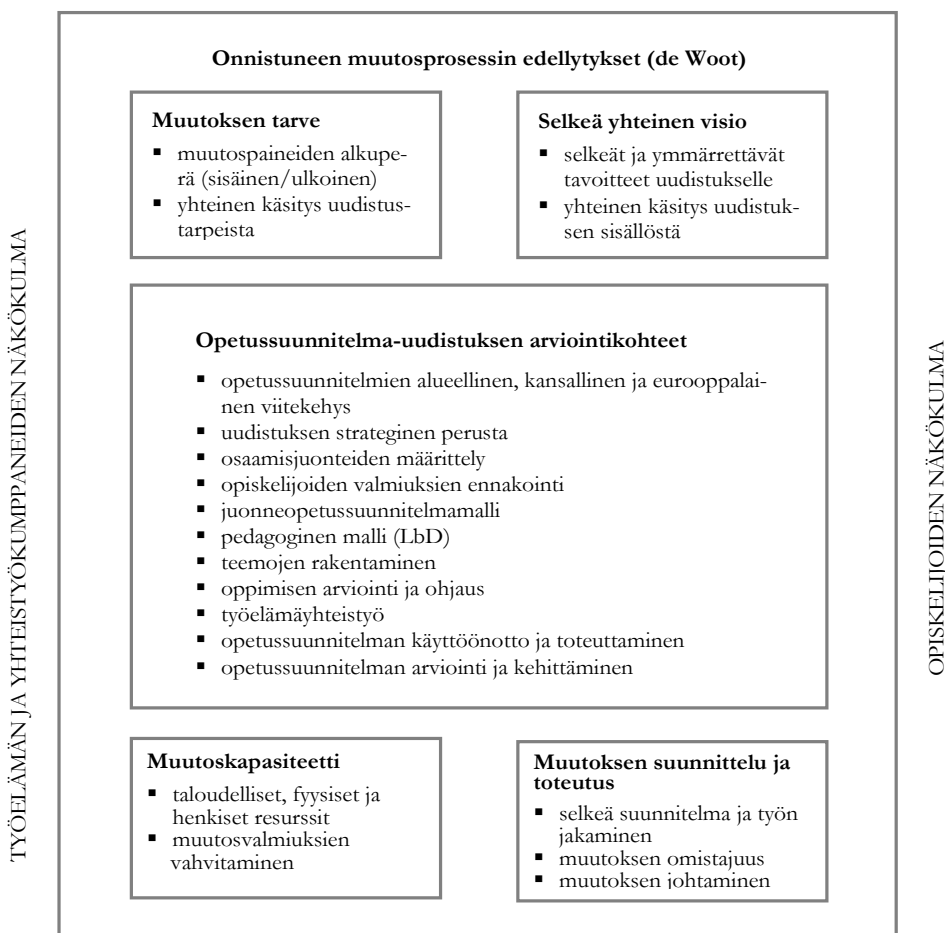 Onnistuneen muutosprosessin edellytykset (de Woot)
Muutoksen tarve
▪ muutospaineiden alkupe-
rä (sisäinen/ulkoinen)
▪ yhteinen käsitys uudistus-
tarpeista
Selkeä yhteinen visio
▪ selkeät ja ymmärrettävät
tavoitteet uudistukselle
▪ yhteinen käsitys uudistuk-
sen sisällöstä
TYÖELÄMÄN JA YHTEISTYÖKUMPPANEIDEN NÄKÖKULMA
Opetussuunnitelma-uudistuksen arviointikohteet
▪ opetussuunnitelmien alueellinen, kansallinen ja eurooppalai-
nen viitekehys
▪ uudistuksen strateginen perusta
▪ osaamisjuonteiden määrittely
▪ opiskelijoiden valmiuksien ennakointi
▪ juonneopetussuunnitelmamalli
▪ pedagoginen malli (LbD)
▪ teemojen rakentaminen
▪ oppimisen arviointi ja ohjaus
▪ työelämäyhteistyö
▪ opetussuunnitelman käyttöönotto ja toteuttaminen
▪ opetussuunnitelman arviointi ja kehittäminen
OPISKELIJOIDEN NÄKÖKULMA
Muutoskapasiteetti
▪ taloudelliset, fyysiset ja
henkiset resurssit
▪ muutosvalmiuksien
vahvitaminen
Muutoksen suunnittelu ja
toteutus
▪ selkeä suunnitelma ja työn
jakaminen
▪ muutoksen omistajuus
▪ muutoksen johtaminen